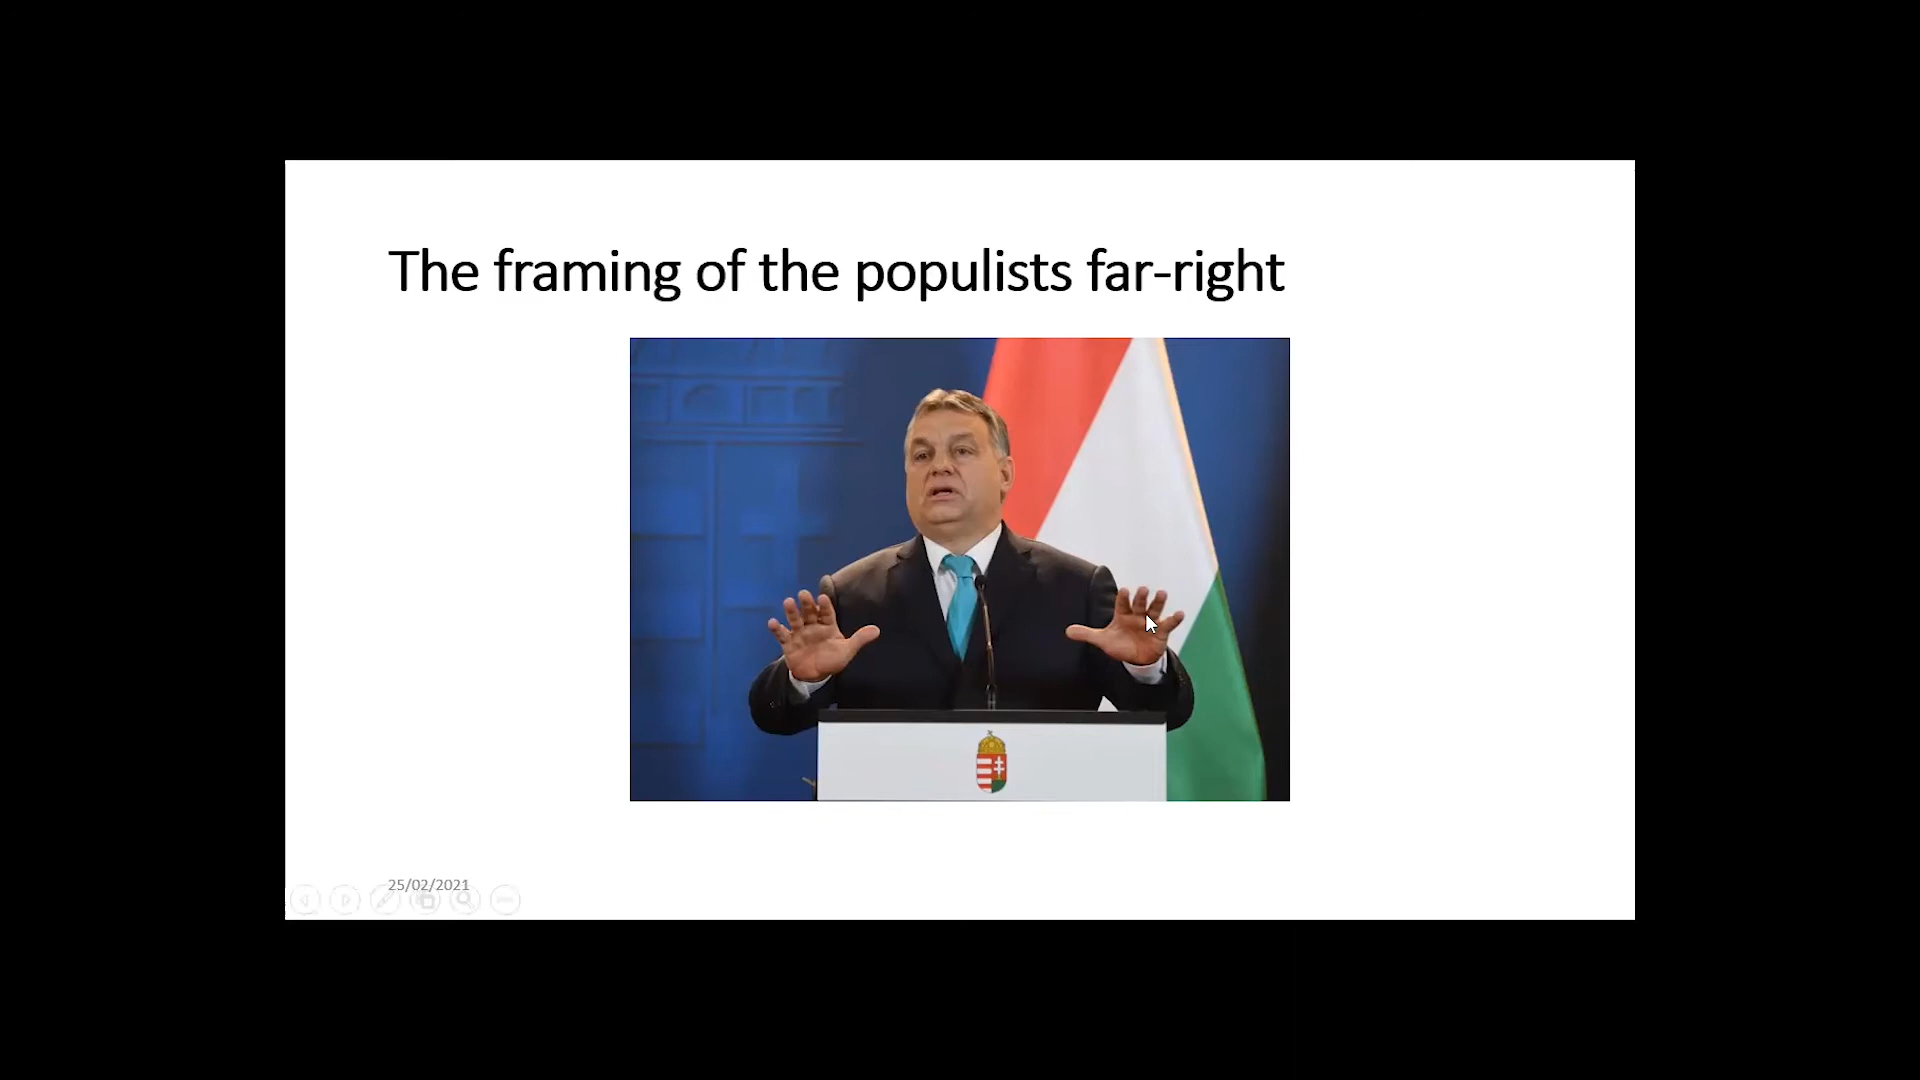 The framing of the populists far-right
25/02/2021